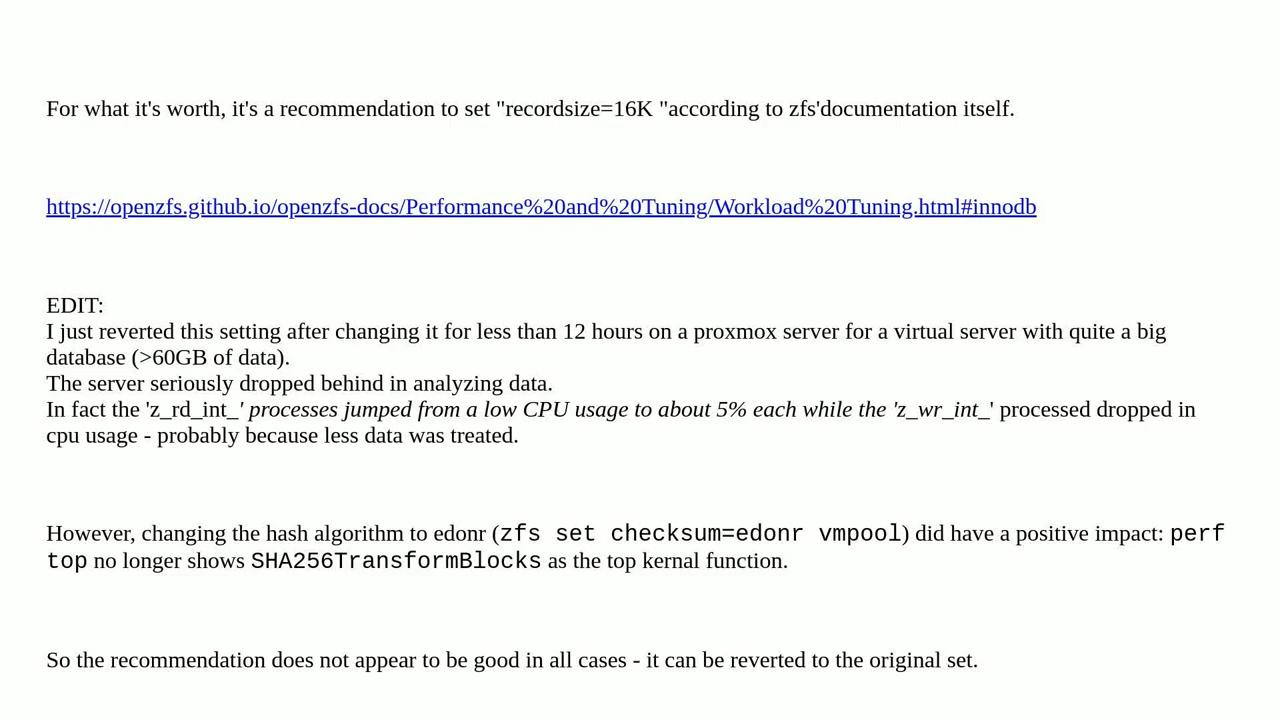 For what it's worth, it's a recommendation to set "recordsize=16K "according to zfs'documentation itself.
https://openzfs.github.io/openzfs-docs/Performance%20and%20Tuning/Workload%20Tuning.html#innodb
EDIT:
I just reverted this setting after changing it for less than 12 hours on a proxmox server for a virtual server with quite a big
database (>60GB of data).
The server seriously dropped behind in analyzing data.
In fact the 'z_rd_int_' processes jumped from a low CPU usage to about 5% each while the 'z_wr_int_' processed dropped in
cpu usage - probably because less data was treated.
However, changing the hash algorithm to edonr (zfs set checksum=edonr vmpool) did have a positive impact: perf
top no longer shows SHA256TransformBlocks as the top kernal function.
So the recommendation does not appear to be good in all cases - it can be reverted to the original set.